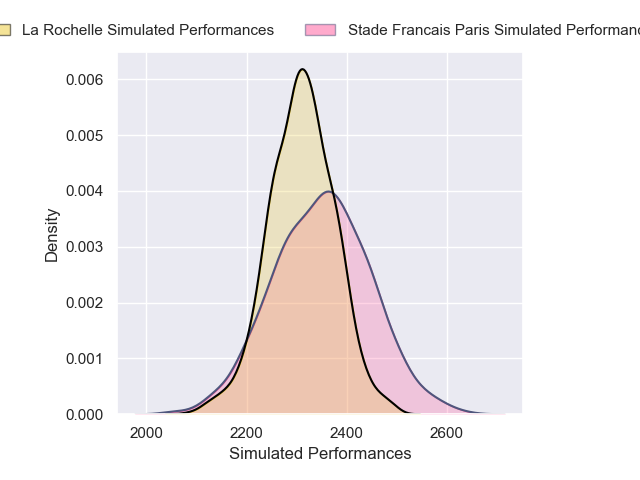 La Rochelle Simulated Performances
Stade Francais Paris Simulated
0.006
0.005
0.004
0.003
0.002
0.001
0.000
Density
2000 2200 2400 2600
Simulated Performances